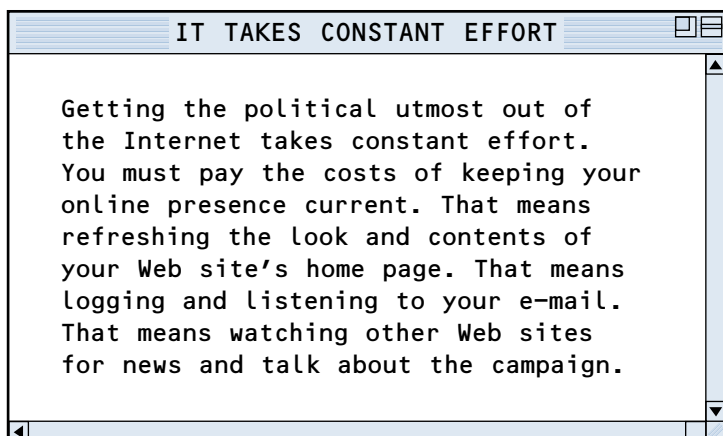 IT TAKES CONSTANT EFFORT
Getting the political utmost out of
the Internet takes constant effort.
You must pay the costs of keeping your
online presence current. That means
refreshing the look and contents of
your Web site’s home page. That means
logging and listening to your e-mail.
That means watching other Web sites
for news and talk about the campaign.